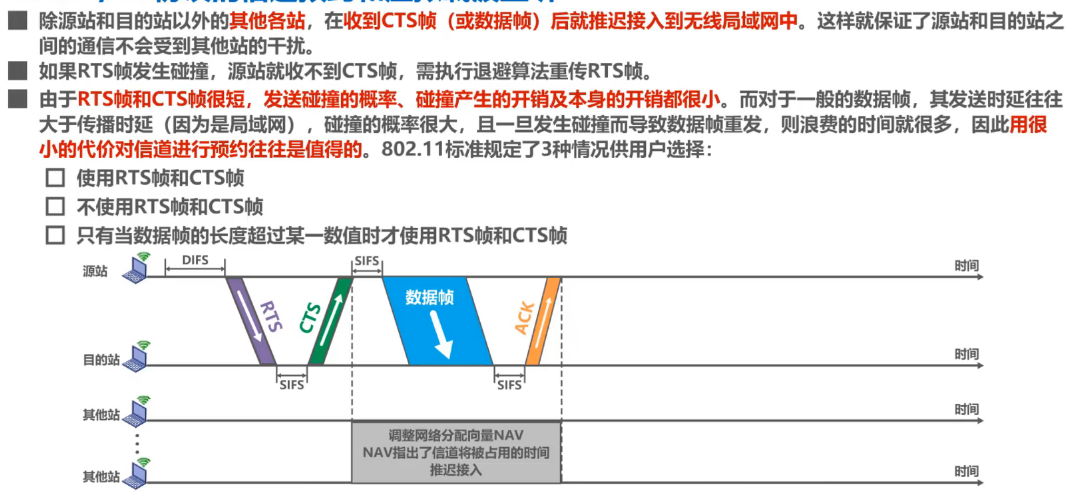 除源站和目的站以外的其他各站，在收到CTS帧（或数据帧）后就推迟接入到无线局域网中。这样就保证了源站和目的站之
间的通信不会受到其他站的干扰。
如果RTS帧发生碰撞，源站就收不到CTS帧，需执行退避算法重传RTS帧。
由于RTS帧和CTS帧很短，发送碰撞的概率、碰撞产生的开销及本身的开销都很小。而对于一般的数据帧，其发送时延往往
大于传播时延（因为是局域网），碰撞的概率很大，且一旦发生碰撞而导致数据帧重发，则浪费的时间就很多，因此用很
小的代价对信道进行预约往往是值得的。802.11标准规定了3种情况供用户选择：
使用RTS帧和CTS帧
不使用RTS帧和CTS帧
只有当数据帧的长度超过某一数值时才使用RTS帧和CTS帧
源站
DIFS
SIFS
时间
RTS
CTS
数据帧
ACK
目的站
时间
SIFS
SIFS
其他站
时间
调整网络分配向量NAV
NAV指出了信道将被占用的时间
推迟接入
其他站
时间